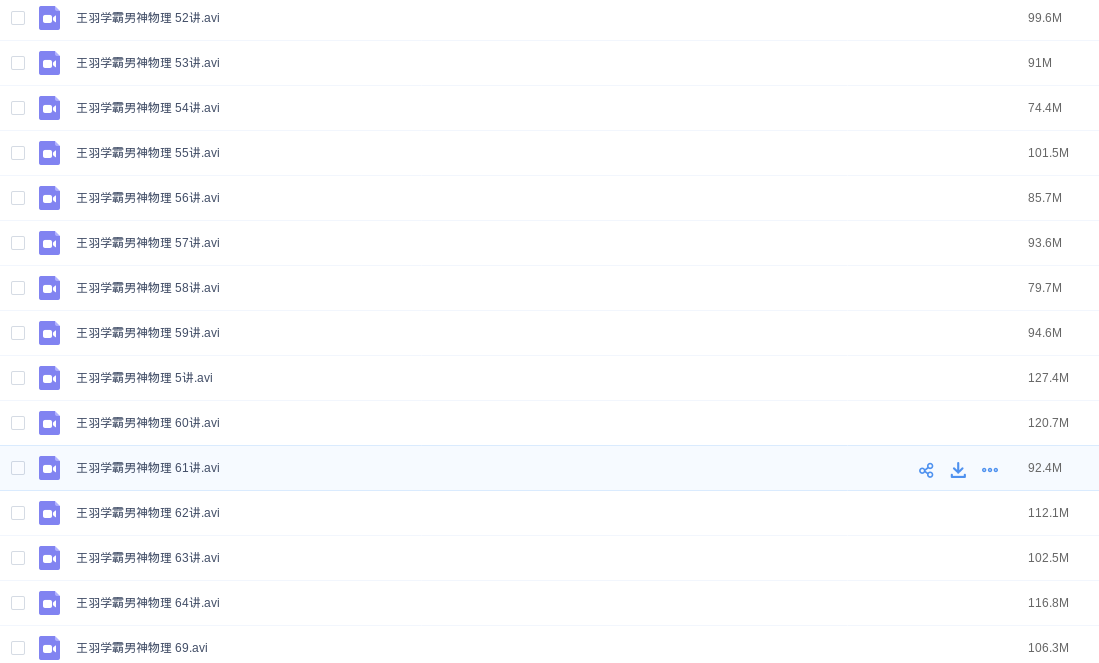 王羽学霸男神物理 52讲.avi 99.6M
王羽学霸男神物理 53讲.avi 91M
王羽学霸男神物理 54讲.avi 74.4M
王羽学霸男神物理 55讲.avi 101.5M
王羽学霸男神物理 56讲.avi 85.7M
王羽学霸男神物理 57讲.avi 93.6M
王羽学霸男神物理 58讲.avi 79.7M
王羽学霸男神物理 59讲.avi 94.6M
王羽学霸男神物理 5讲.avi 127.4M
王羽学霸男神物理 60讲.avi 120.7M
王羽学霸男神物理 61讲.avi 92.4M
王羽学霸男神物理 62讲.avi 112.1M
王羽学霸男神物理 63讲.avi 102.5M
王羽学霸男神物理 64讲.avi 116.8M
王羽学霸男神物理 69.avi 106.3M